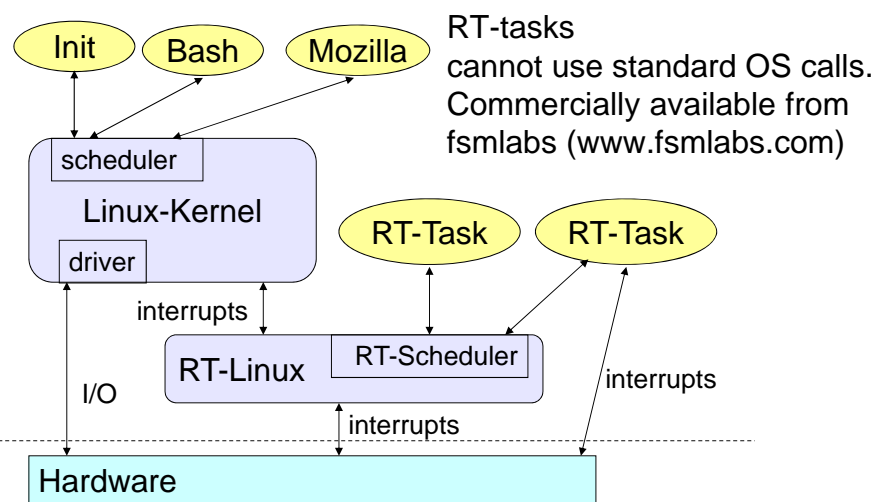 Init
Bash
Mozilla
RT-tasks
cannot use standard OS calls.
Commercially available from
fsmlabs (www.fsmlabs.com)
scheduler
Linux-Kernel
driver
RT-Task
RT-Task
interrupts
RT-Linux
RT-Scheduler
I/O
interrupts
interrupts
Hardware